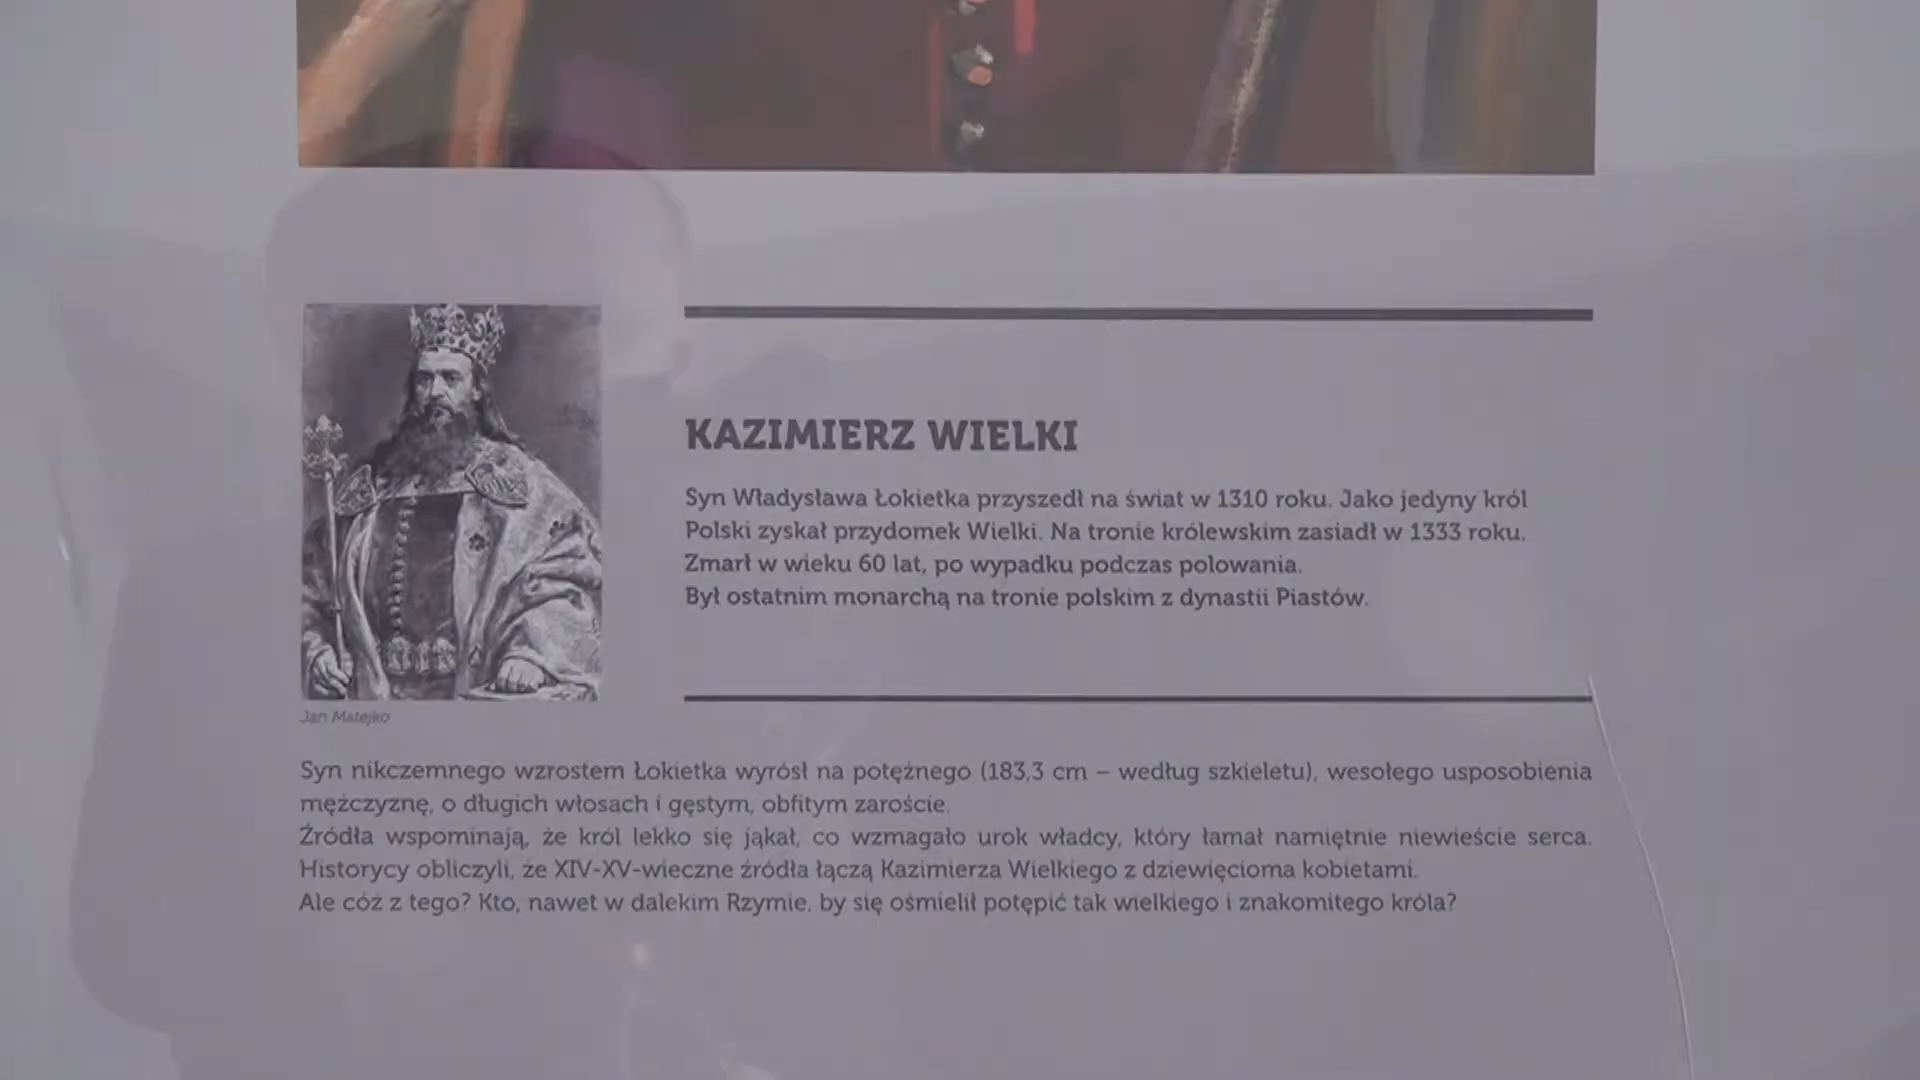 KAZIMIERZ WIELKI
Syn Władysława Łokietka przyszedł na świat w 1310 roku. Jako jedyny król
Polski zyskał przydomek Wielki. Na tronie królewskim zasiadł w 1333 roku.
Zmarł w wieku 60 lat, po wypadku podczas polowania.
Był ostatnim monarchą na tronie polskim z dynastii Piastów.
Jan Matejko
Syn nikczemnego wzrostem Łokietka wyrósł na potężnego (183,3 cm – według szkieletu), wesołego usposobienia
mężczyznę, o długich włosach i gęstym, obfitym zaroście.
Źródła wspominają, że król lekko się jąkał, co wzmagało urok władcy, który łamał namiętnie niewieście serca.
Historycy obliczyli, że XIV-XV-wieczne źródła łączą Kazimierza Wielkiego z dziewięcioma kobietami.
Ale cóż z tego? Kto, nawet w dalekim Rzymie, by się ośmielił potępić tak wielkiego i znakomitego króla?